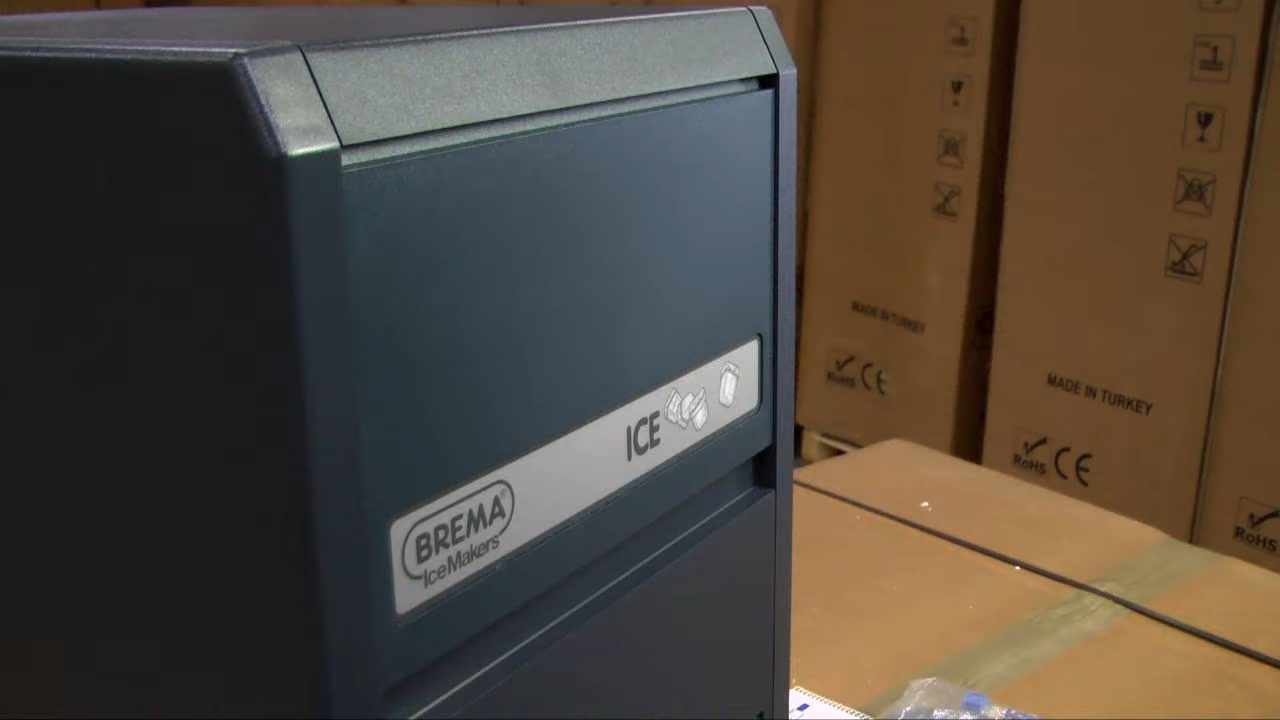 BREMA
IceMakers
ICE
MADE IN TURKEY
RoHS CE
MADE IN TURKEY
RoHS CE
RoHS